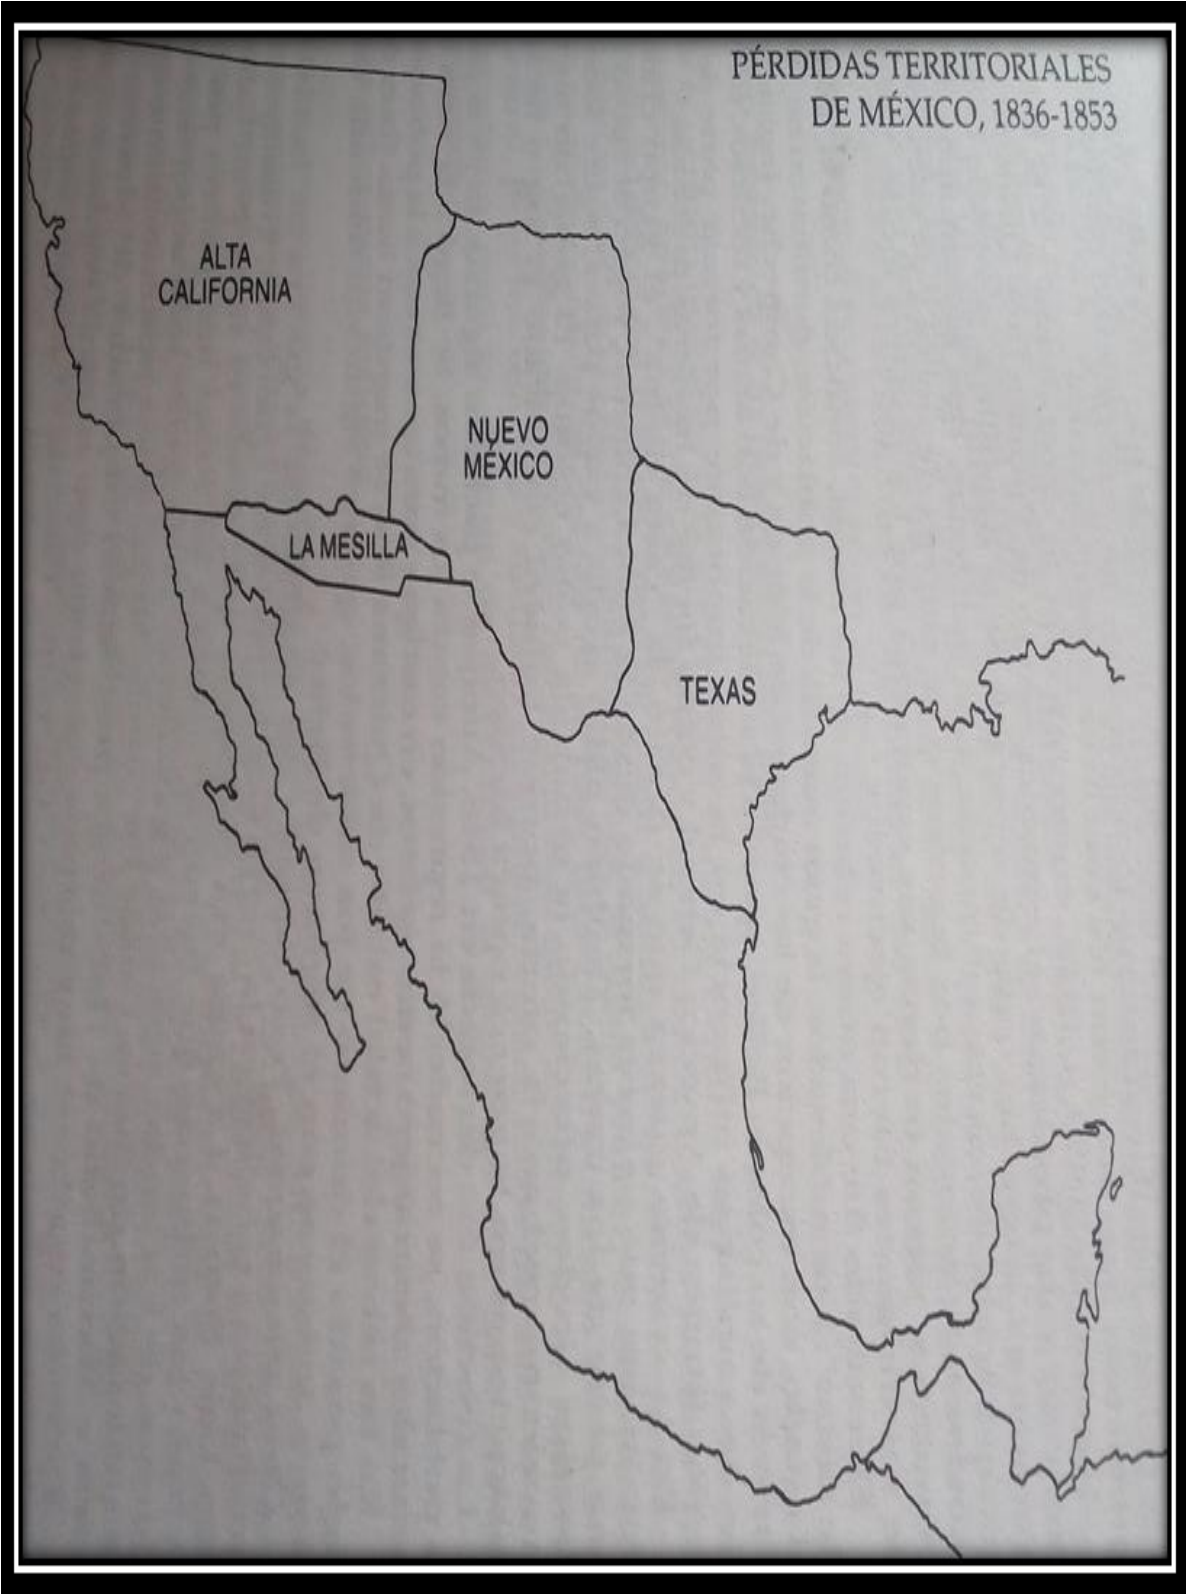 PÉRDIDAS TERRITORIALES
DE MÉXICO, 1836-1853
ALTA
CALIFORNIA
NUEVO
MÉXICO
LA MESILLA
TEXAS